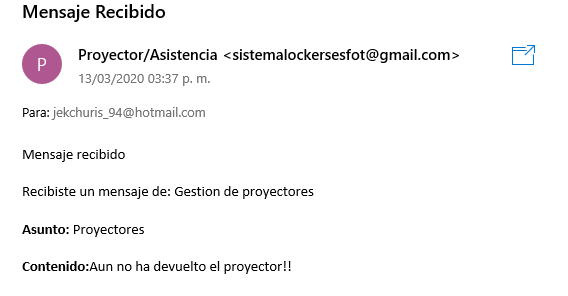 Mensaje Recibido
P
Proyector/Asistencia <sistemalockersesfot@gmail.com>
13/03/2020 03:37 p. m.
Para: jekchuris_94@hotmail.com
Mensaje recibido
Recibiste un mensaje de: Gestion de proyectores
Asunto: Proyectores
Contenido:Aun no ha devuelto el proyector!!